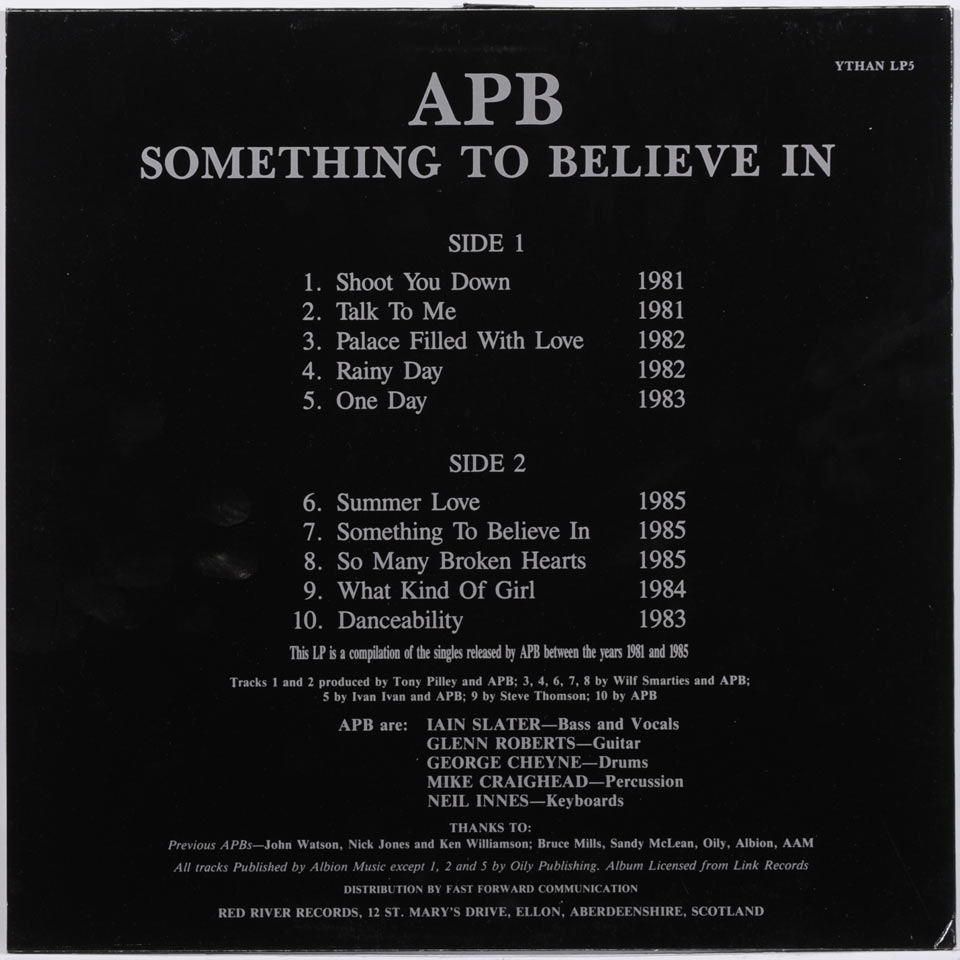 YTHAN LP5
APB
SOMETHING TO BELIEVE IN
SIDE 1
1. Shoot You Down 1981
2. Talk To Me 1981
3. Palace Filled With Love 1982
4. Rainy Day 1982
5. One Day 1983
SIDE 2
6. Summer Love 1985
7. Something To Believe In 1985
8. So Many Broken Hearts 1985
9. What Kind Of Girl 1984
10. Danceability 1983
This LP is a compilation of the singles released by APB between the years 1981 and 1985
Tracks 1 and 2 produced by Tony Pilley and APB; 3, 4, 6, 7, 8 by Wilf Smarties and APB;
5 by Ivan Ivan and APB; 9 by Steve Thomson; 10 by APB
APB are: IAIN SLATER—Bass and Vocals
GLENN ROBERTS—Guitar
GEORGE CHEYNE—Drums
MIKE CRAIGHEAD—Percussion
NEIL INNES—Keyboards
THANKS TO:
Previous APBs—John Watson, Nick Jones and Ken Williamson; Bruce Mills, Sandy McLean, Oily, Albion, AAM
All tracks Published by Albion Music except 1, 2 and 5 by Oily Publishing. Album Licensed from Link Records
DISTRIBUTION BY FAST FORWARD COMMUNICATION
RED RIVER RECORDS, 12 ST. MARY'S DRIVE, ELLON, ABERDEENSHIRE, SCOTLAND